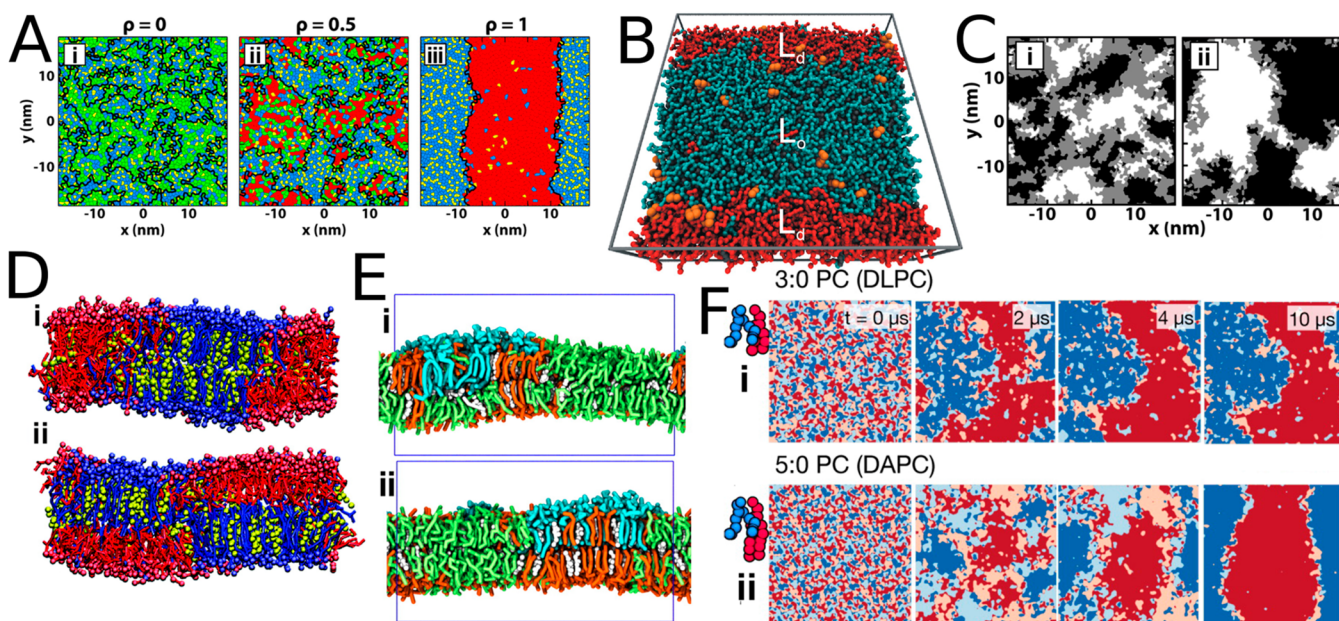 A
ρ = 0
ρ = 0.5
ρ = 1
i
ii
iii
10
0
-10
y (nm)
-10
0
10
-10
0
10
-10
0
10
x (nm)
x (nm)
x (nm)
B
Ld
Lo
Ld
C
i
ii
10
0
-10
y (nm)
-10
0
10
-10
0
10
x (nm)
x (nm)
D
i
ii
E
i
ii
F
3:0 PC (DLPC)
t = 0 μs
2 μs
4 μs
10 μs
i
5:0 PC (DAPC)
ii